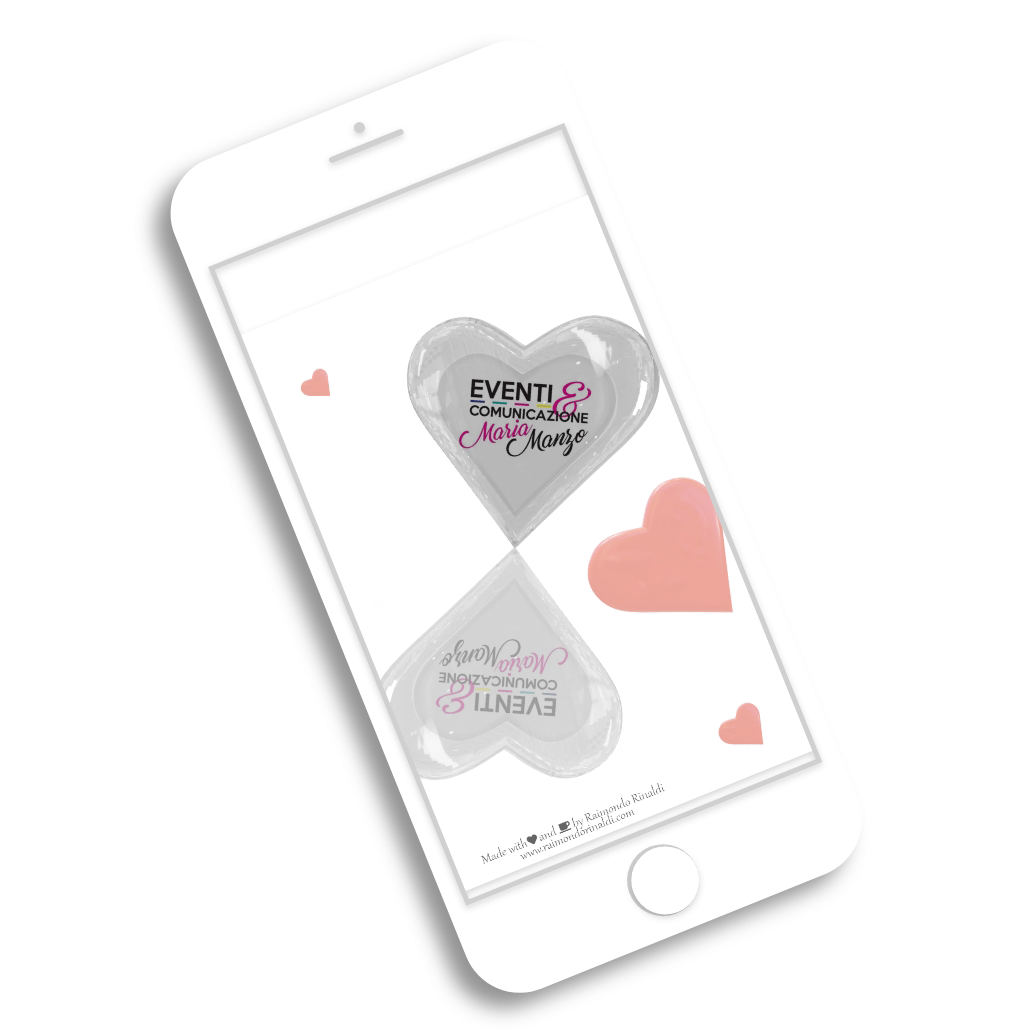 EVENTI &
COMUNICAZIONE
Maria Manzo
Maria Manzo
COMUNICAZIONE
EVENTI &
Made with and by Raimondo Rinaldi
www.raimondorinaldi.com